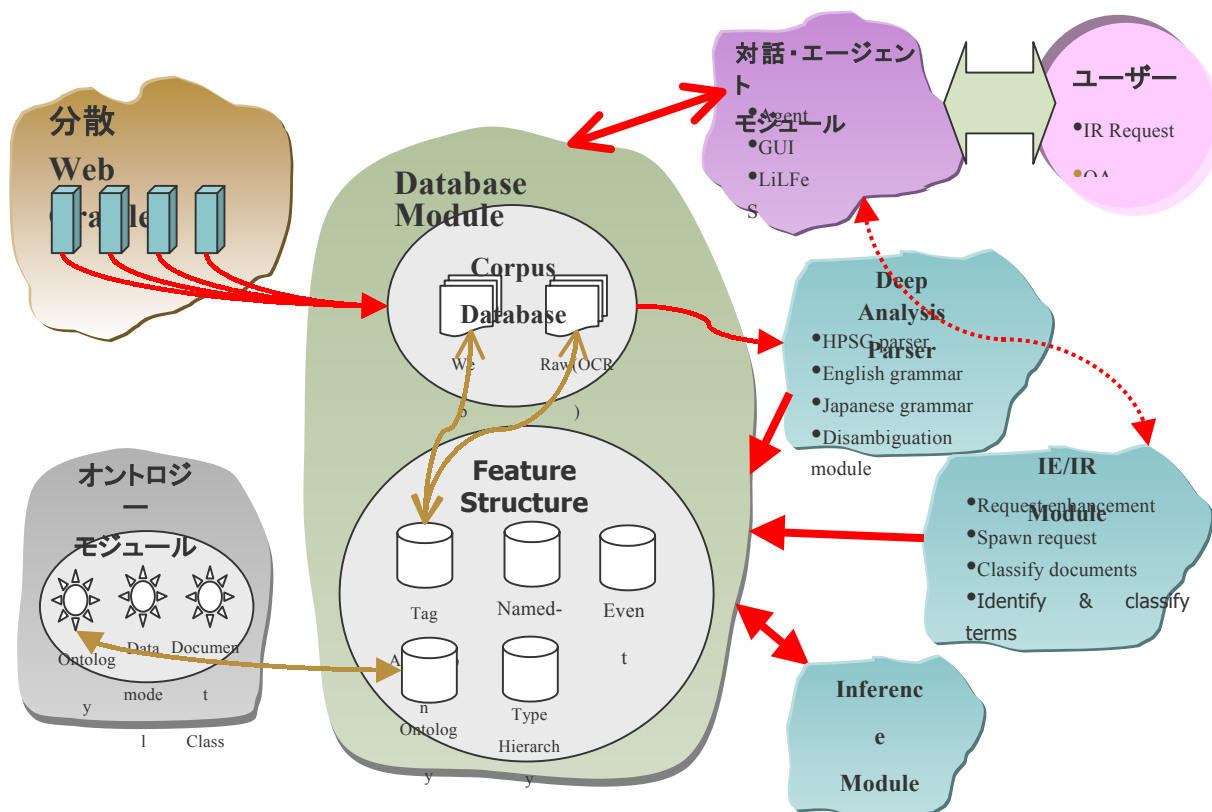 分散
Web
対話・エージェン
ト
モジュール
•Agent
•GUI
•LiLFe
S
ユーザー
•IR Request
Database
Module
Corpus
Database
We
b
Raw(OCR
)
Deep
Analysis
Parser
•HPSG parser
•English grammar
•Japanese grammar
•Disambiguation
module
IE/IR
Module
•Request enhancement
•Spawn request
•Classify documents
•Identify & classify
terms
オントロジ
ー
モジュール
Ontolog
y
Data
mode
l
Documen
t
Class
Feature
Structure
Tag
Named-
Even
t
n
Ontolog
y
Type
Hierarch
y
Inferenc
e
Module